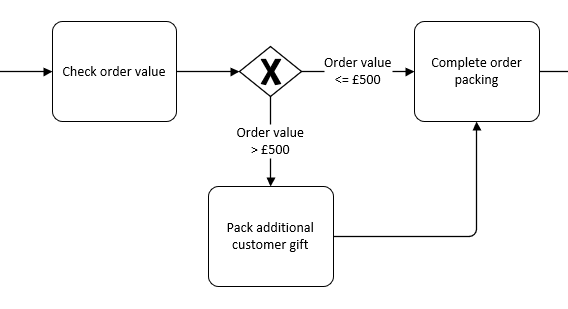 Check order value
X
Order value
<= £500
Complete order
packing
Order value
> £500
Pack additional
customer gift